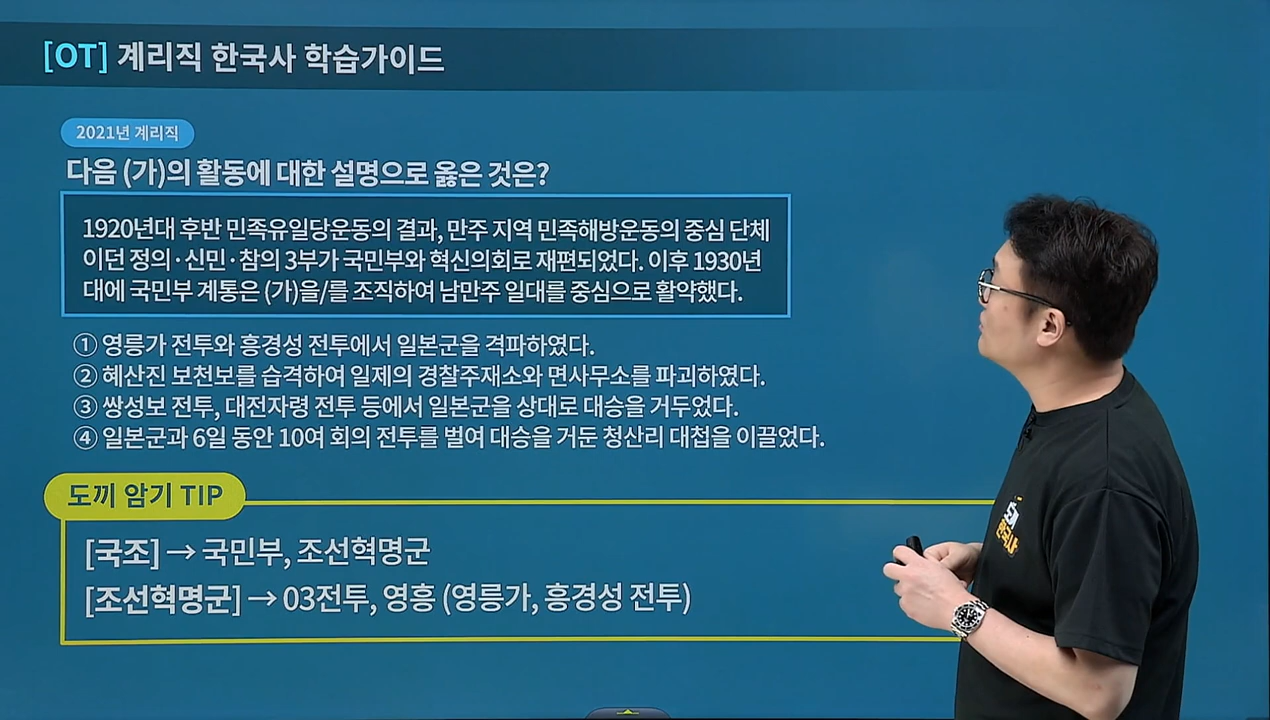 [OT] 계리직 한국사 학습가이드
2021년 계리직
다음 (가)의 활동에 대한 설명으로 옳은 것은?
1920년대 후반 민족유일당운동의 결과, 만주 지역 민족해방운동의 중심 단체
이던 정의·신민·참의 3부가 국민부와 혁신의회로 재편되었다. 이후 1930년
대에 국민부 계통은 (가)을/를 조직하여 남만주 일대를 중심으로 활약했다.
① 영릉가 전투와 흥경성 전투에서 일본군을 격파하였다.
② 혜산진 보천보를 습격하여 일제의 경찰주재소와 면사무소를 파괴하였다.
③ 쌍성보 전투, 대전자령 전투 등에서 일본군을 상대로 대승을 거두었다.
④ 일본군과 6일 동안 10여 회의 전투를 벌여 대승을 거둔 청산리 대첩을 이끌었다.
도끼 암기 TIP
[국조] → 국민부, 조선혁명군
[조선혁명군] → 03전투, 영흥 (영릉가, 흥경성 전투)
한국사